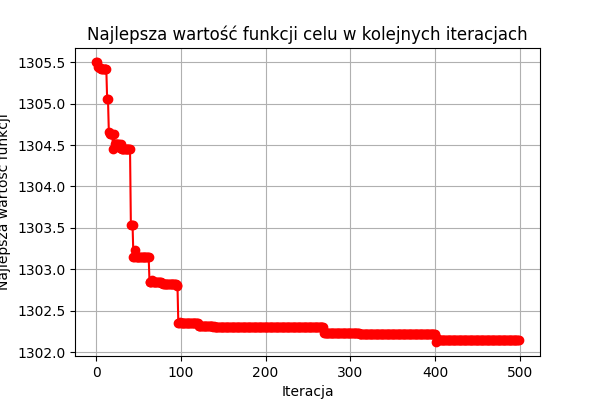 Najlepsza wartość funkcji celu w kolejnych iteracjach
Najlepsza wartość funkcji
1305.5
1305.0
1304.5
1304.0
1303.5
1303.0
1302.5
1302.0
0 100 200 300 400 500
Iteracja